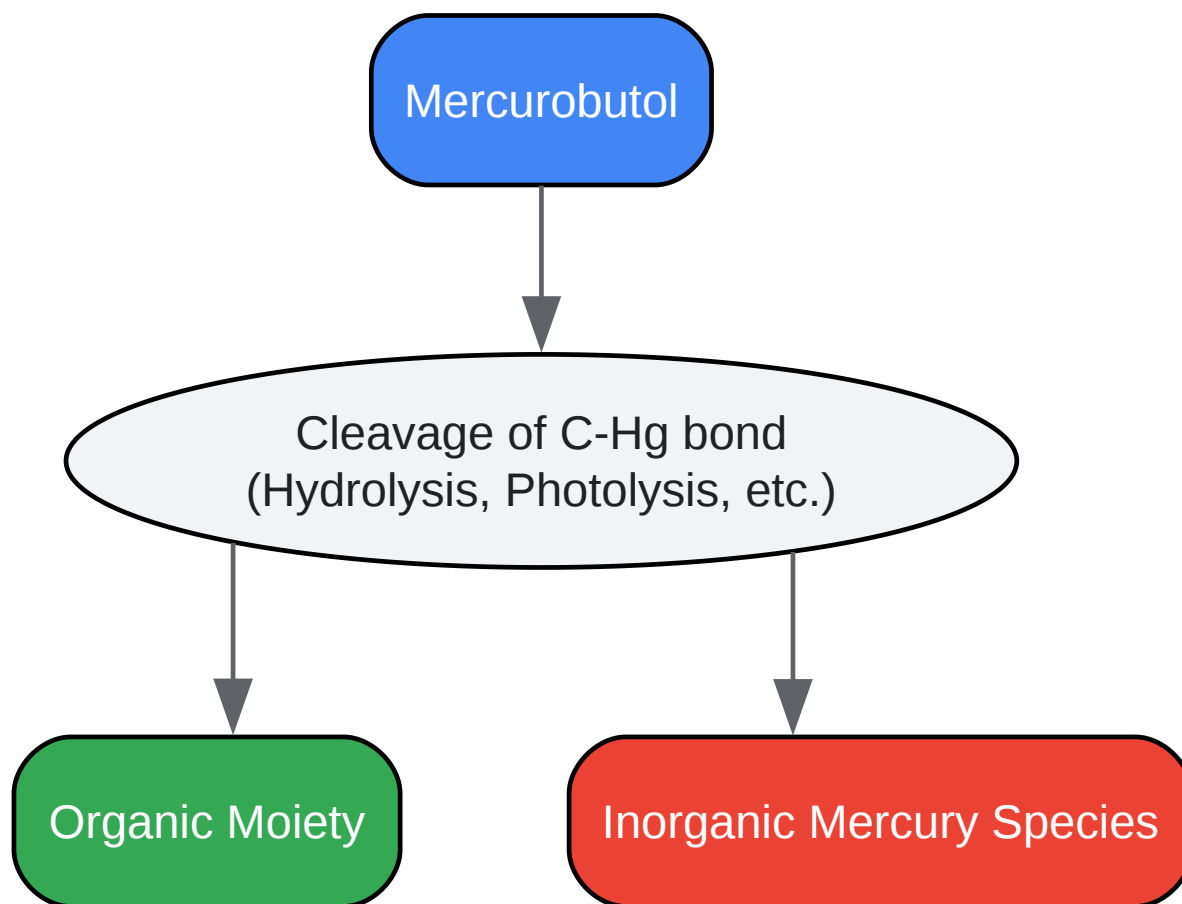 Mercurobutol
Cleavage of C-Hg bond
(Hydrolysis, Photolysis, etc.)
Organic Moiety
Inorganic Mercury Species